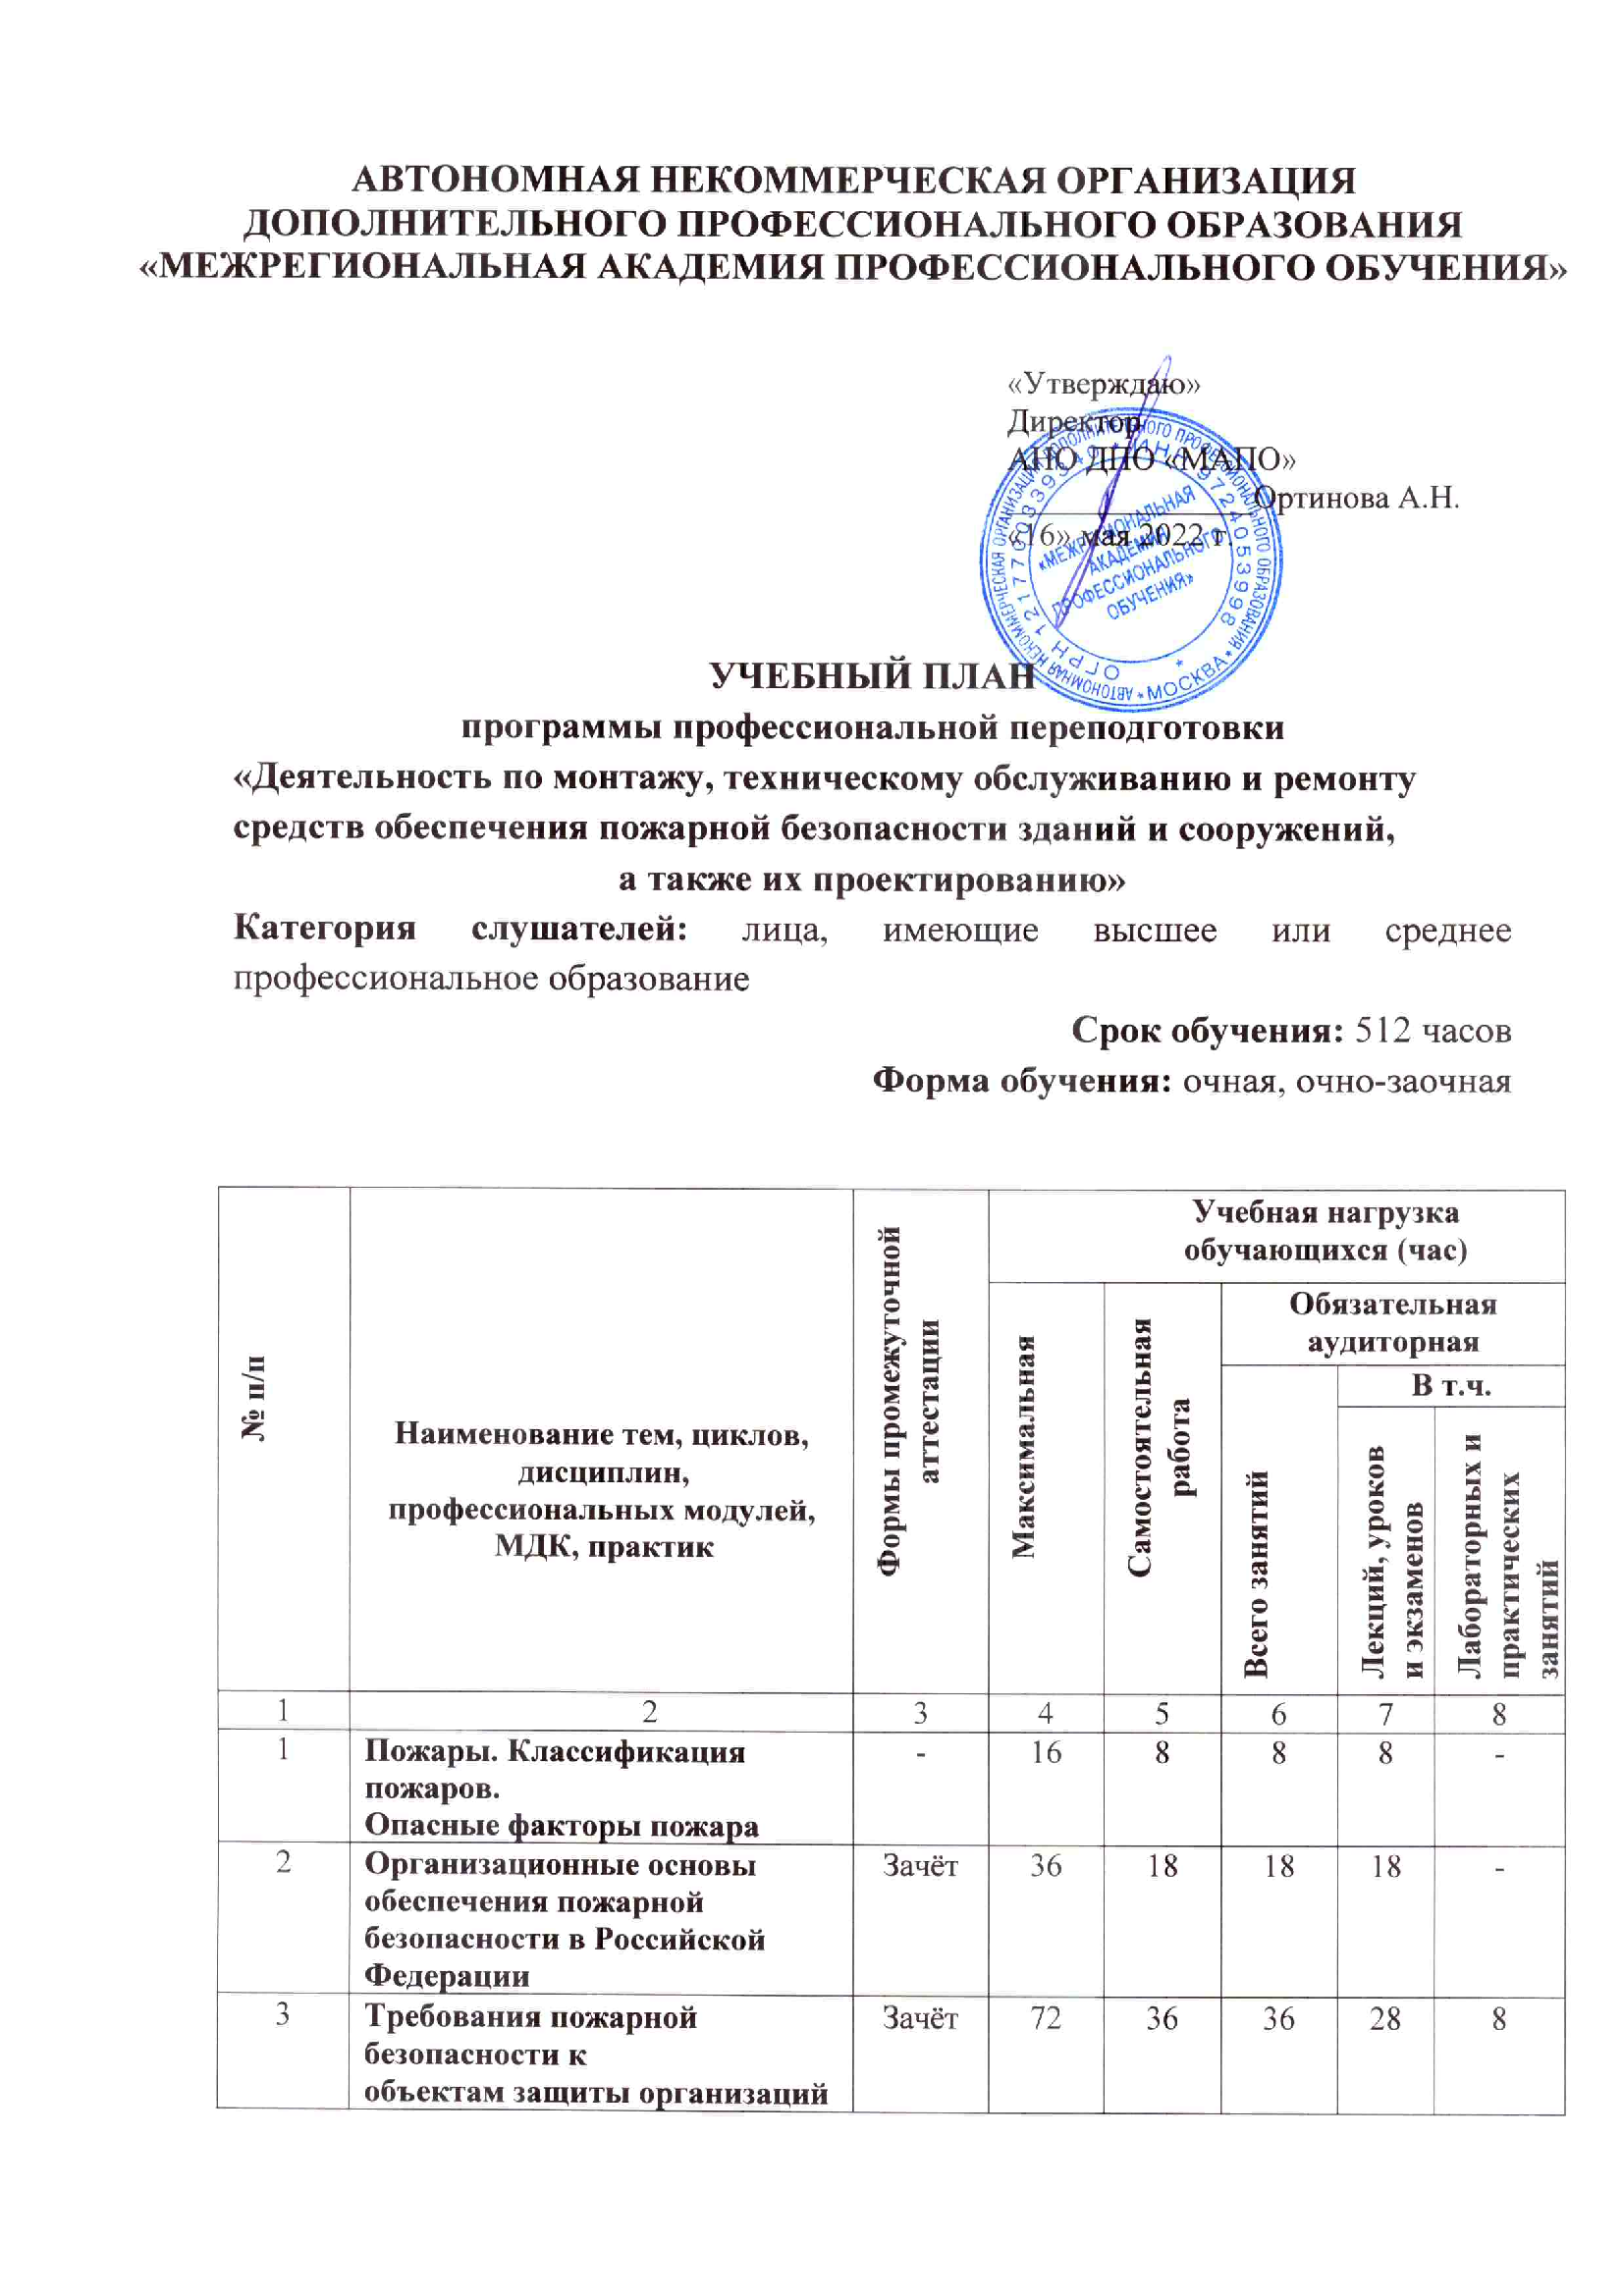 АВТОНОМНАЯ НЕКОММЕРЧЕСКАЯ ОРГАНИЗАЦИЯ
ДОПОЛНИТЕЛЬНОГО ПРОФЕССИОНАЛЬНОГО ОБРАЗОВАНИЯ
«МЕЖРЕГИОНАЛЬНАЯ АКАДЕМИЯ ПРОФЕССИОНАЛЬНОГО ОБУЧЕНИЯ»
«Утверждаю»
Директор
АНО ДПО «МАПО»
Ортинова А.Н.
«16» мая 2022 г.
АВТОНОМНАЯ НЕКОММЕРЧЕСКАЯ ОРГАНИЗАЦИЯ ДОПОЛНИТЕЛЬНОГО ПРОФЕССИОНАЛЬНОГО ОБРАЗОВАНИЯ * МОСКВА *
ОГРН 1217700339340 * ИНН 9724053998 *
«МЕЖРЕГИОНАЛЬНАЯ
АКАДЕМИЯ
ПРОФЕССИОНАЛЬНОГО
ОБУЧЕНИЯ»
УЧЕБНЫЙ ПЛАН
программы профессиональной переподготовки
«Деятельность по монтажу, техническому обслуживанию и ремонту
средств обеспечения пожарной безопасности зданий и сооружений,
а также их проектированию»
Категория слушателей: лица, имеющие высшее или среднее
профессиональное образование
Срок обучения: 512 часов
Форма обучения: очная, очно-заочная
№ п/п
Наименование тем, циклов,
дисциплин,
профессиональных модулей,
МДК, практик
Формы промежуточной
аттестации
Учебная нагрузка
обучающихся (час)
Максимальная
Самостоятельная
работа
Обязательная
аудиторная
Всего занятий
В т.ч.
Лекций, уроков
и экзаменов
Лабораторных и
практических
занятий
1 2 3 4 5 6 7 8
1 Пожары. Классификация - 16 8 8 8 -
пожаров.
Опасные факторы пожара
2 Организационные основы Зачёт 36 18 18 18 -
обеспечения пожарной
безопасности в Российской
Федерации
3 Требования пожарной Зачёт 72 36 36 28 8
безопасности к
объектам защиты организаций